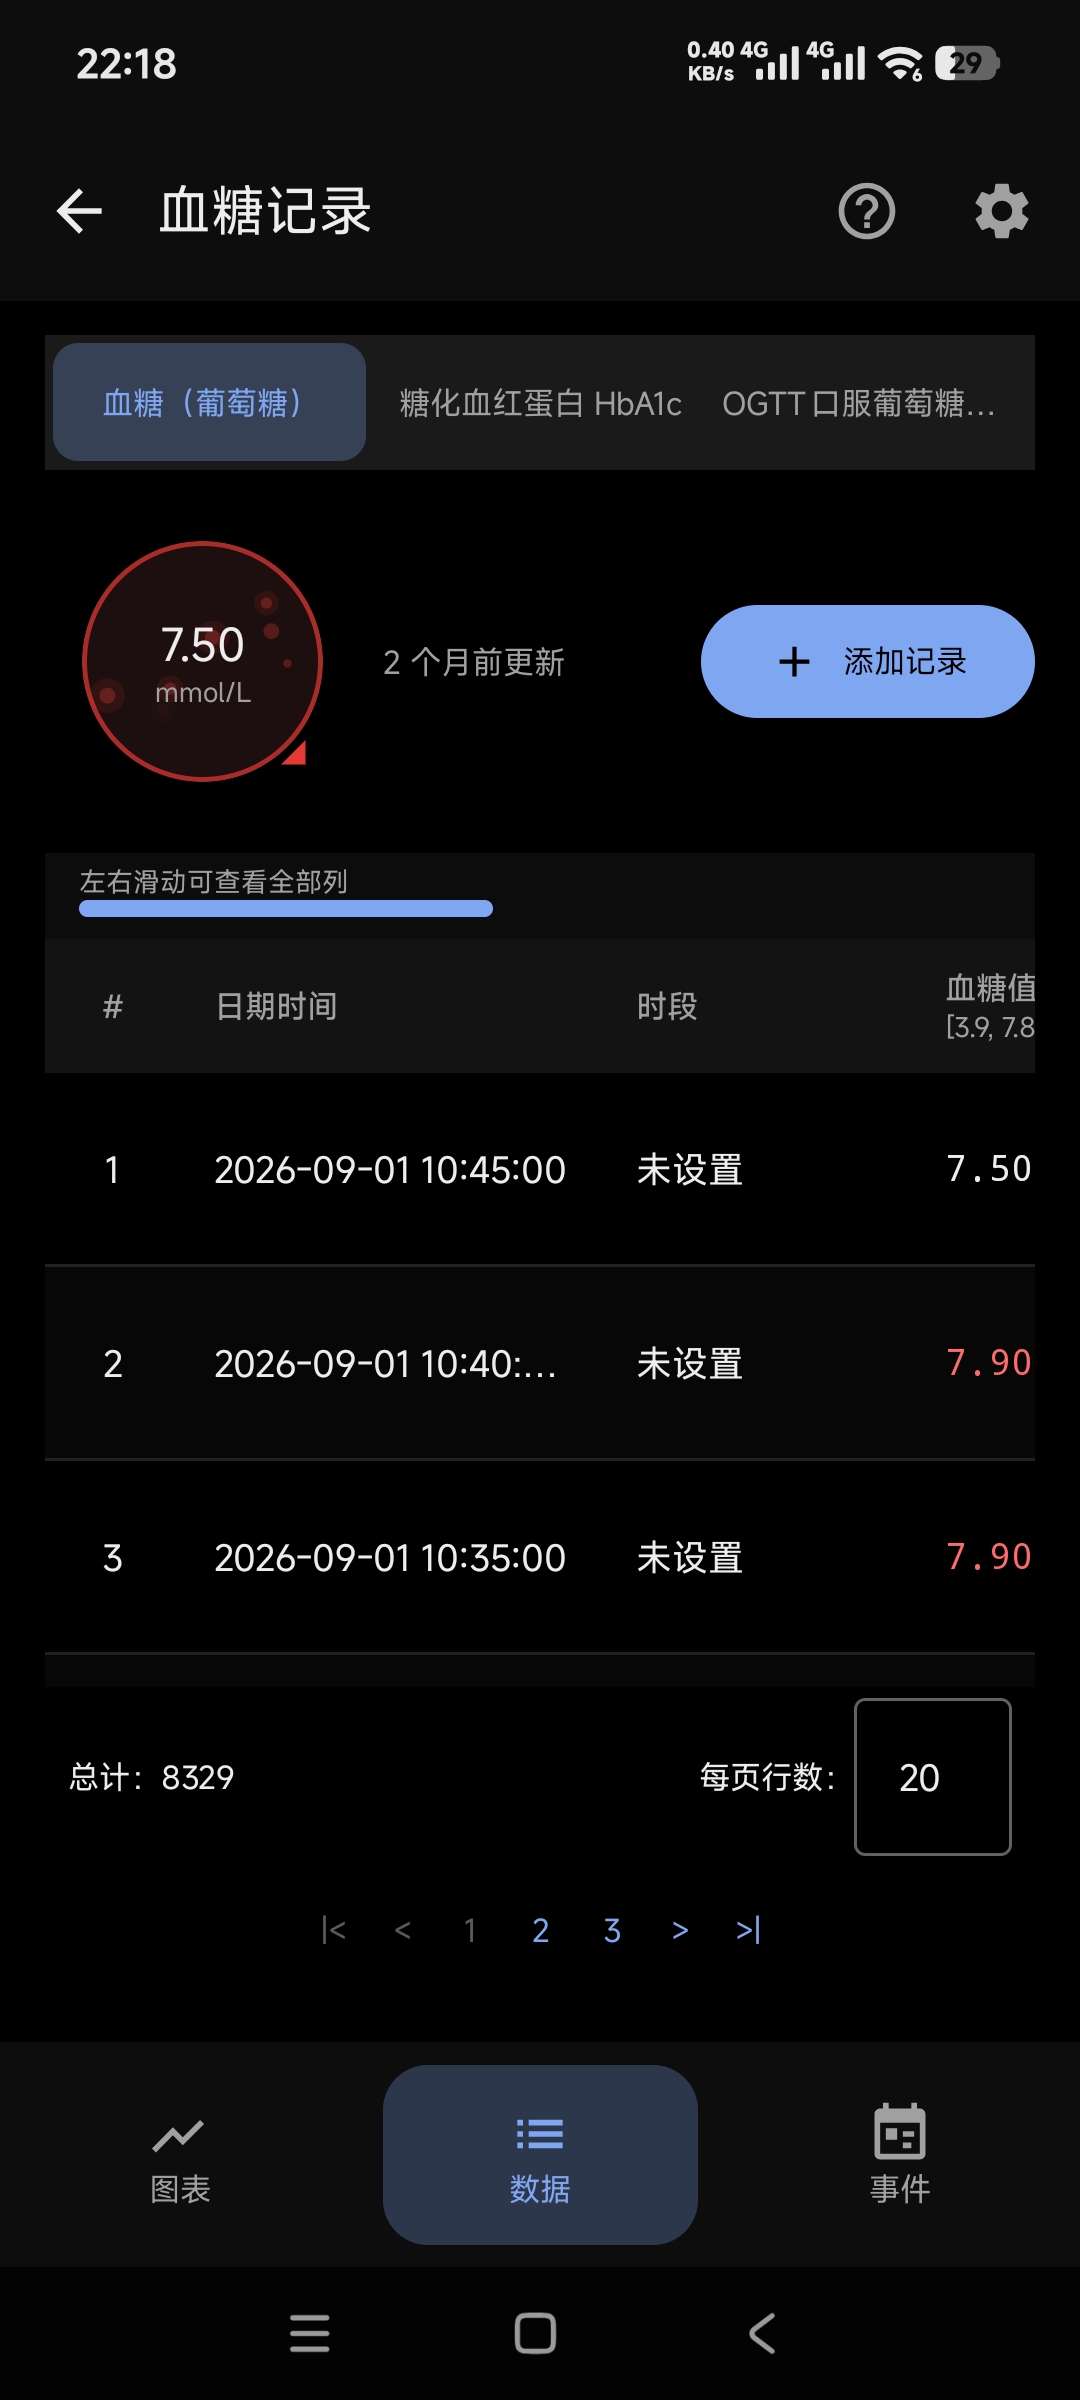 22:18
0.40 KB/s 4G 4G 6 29
血糖记录
血糖（葡萄糖） 糖化血红蛋白 HbA1c OGTT 口服葡萄糖...
7.50
mmol/L
2 个月前更新
+ 添加记录
左右滑动可查看全部列
# 日期时间 时段 血糖值
[3.9, 7.8
1 2026-09-01 10:45:00 未设置 7.50
2 2026-09-01 10:40:... 未设置 7.90
3 2026-09-01 10:35:00 未设置 7.90
总计：8329 每页行数： 20
|< < 1 2 3 > >|
图表 数据 事件